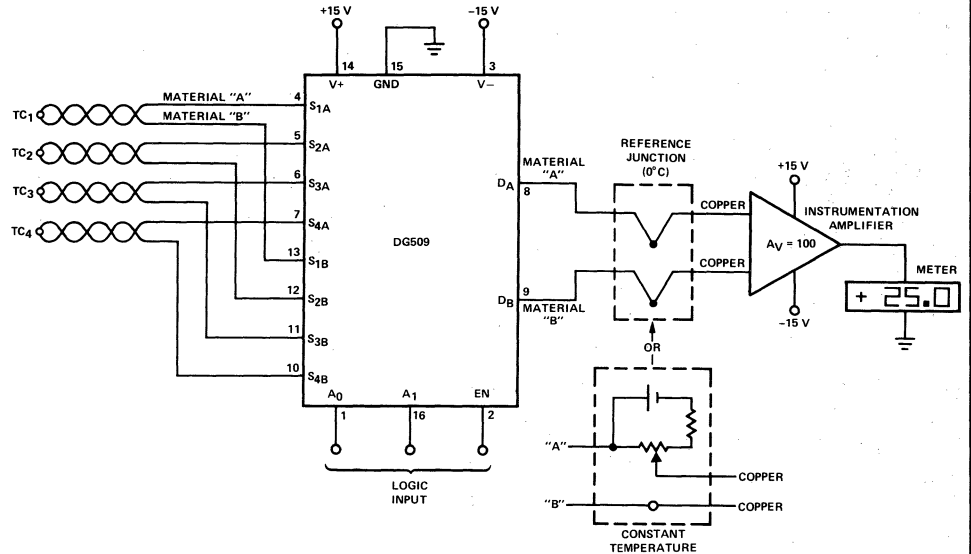 +15 V
-15 V
14
15
3
V+
GND
V-
MATERIAL "A"
MATERIAL "B"
TC1
TC2
TC3
TC4
4
S1A
5
S2A
6
S3A
7
S4A
13
S1B
12
S2B
11
S3B
10
S4B
DG509
DA
8
MATERIAL
"A"
DB
9
MATERIAL
"B"
A0
A1
EN
1
16
2
LOGIC
INPUT
REFERENCE
JUNCTION
(0°C)
COPPER
COPPER
+15 V
INSTRUMENTATION
AMPLIFIER
AV = 100
-15 V
METER
+ 25.0
OR
"A"
COPPER
"B"
COPPER
CONSTANT
TEMPERATURE